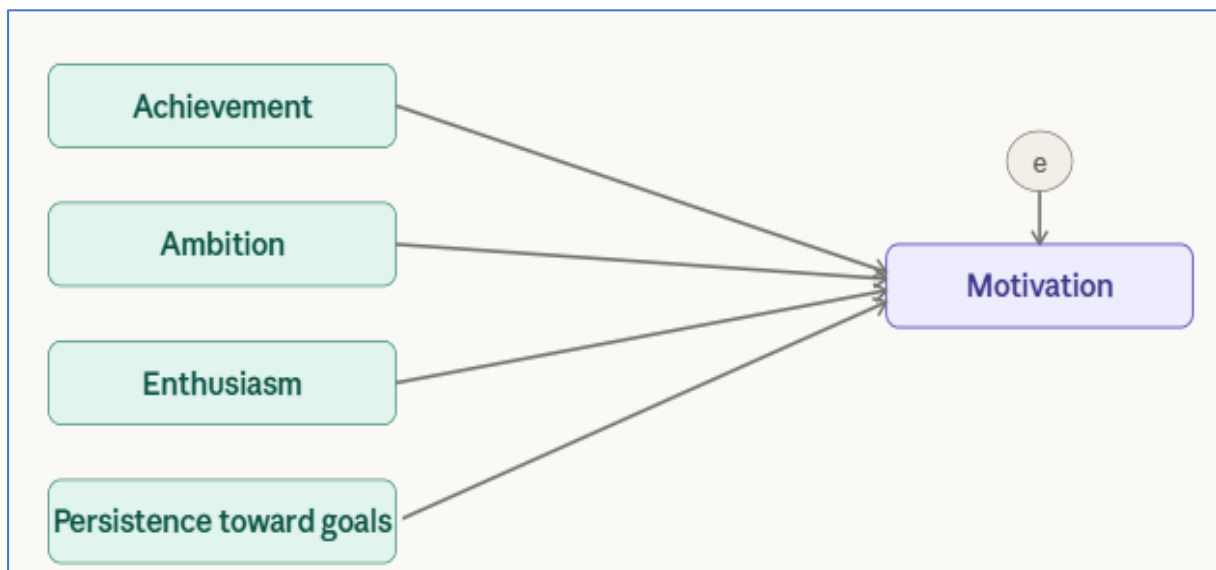 Achievement
e
Ambition
Motivation
Enthusiasm
Persistence toward goals